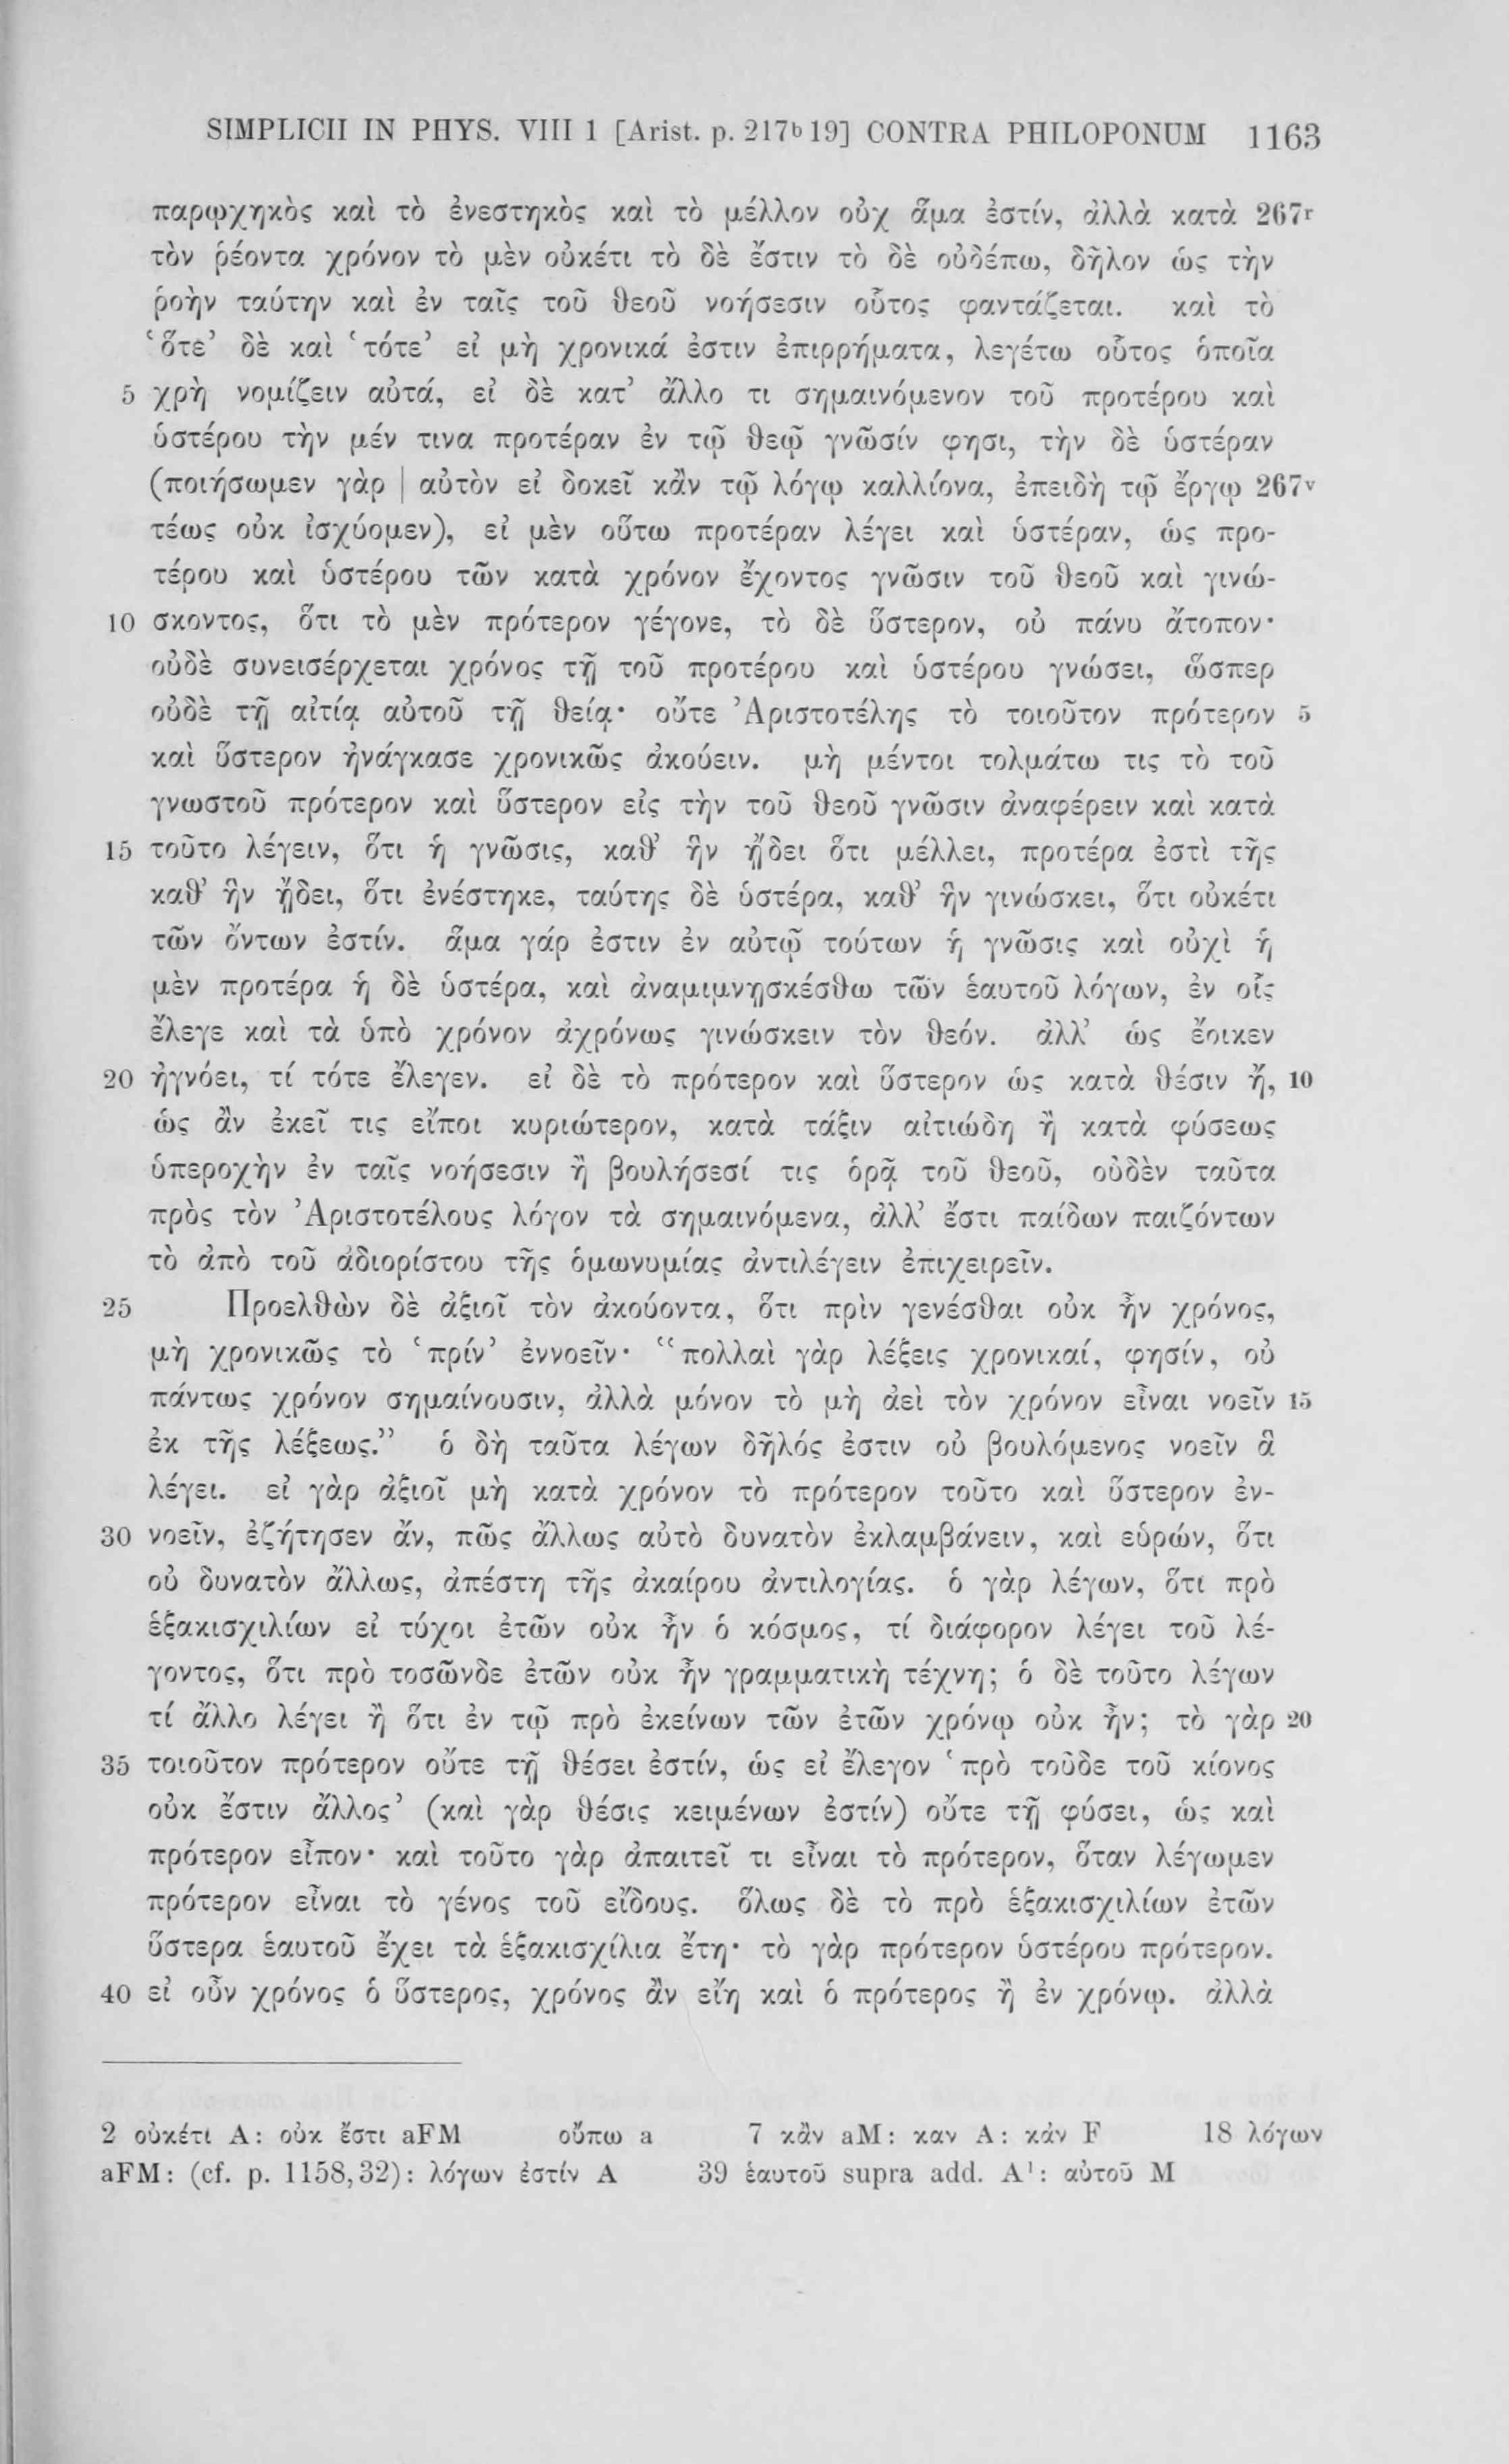 SIMPLICII IN PHYS. VIII 1 [Arist. p. 217ᵇ 19] CONTRA PHILOPONUM 1163
παρῳχηκὸς καὶ τὸ ἐνεστηκὸς καὶ τὸ μέλλον οὐχ ἅμα ἐστίν, ἀλλὰ κατὰ 267ʳ
τὸν ῥέοντα χρόνον τὸ μὲν οὐκέτι τὸ δὲ ἔστιν τὸ δὲ οὐδέπω, δῆλον ὡς τὴν
ῥοὴν ταύτην καὶ ἐν ταῖς τοῦ θεοῦ νοήσεσιν οὗτος φαντάζεται. καὶ τὸ
‘ὅτε’ δὲ καὶ ‘τότε’ εἰ μὴ χρονικά ἐστιν ἐπιρρήματα, λεγέτω οὗτος ὁποῖα
5 χρὴ νομίζειν αὐτά, εἰ δὲ κατ’ ἄλλο τι σημαινόμενον τοῦ προτέρου καὶ
ὑστέρου τὴν μέν τινα προτέραν ἐν τῷ θεῷ γνῶσίν φησι, τὴν δὲ ὑστέραν
(ποιήσωμεν γὰρ | αὐτὸν εἰ δοκεῖ κἂν τῷ λόγῳ καλλίονα, ἐπειδὴ τῷ ἔργῳ 267ᵛ
τέως οὐκ ἰσχύομεν), εἰ μὲν οὕτω προτέραν λέγει καὶ ὑστέραν, ὡς προ-
τέρου καὶ ὑστέρου τῶν κατὰ χρόνον ἔχοντος γνῶσιν τοῦ θεοῦ καὶ γινώ-
10 σκοντος, ὅτι τὸ μὲν πρότερον γέγονε, τὸ δὲ ὕστερον, οὐ πάνυ ἄτοπον·
οὐδὲ συνεισέρχεται χρόνος τῇ τοῦ προτέρου καὶ ὑστέρου γνώσει, ὥσπερ
οὐδὲ τῇ αἰτίᾳ αὐτοῦ τῇ θείᾳ· οὔτε Ἀριστοτέλης τὸ τοιοῦτον πρότερον 5
καὶ ὕστερον ἠνάγκασε χρονικῶς ἀκούειν. μὴ μέντοι τολμάτω τις τὸ τοῦ
γνωστοῦ πρότερον καὶ ὕστερον εἰς τὴν τοῦ θεοῦ γνῶσιν ἀναφέρειν καὶ κατὰ
15 τοῦτο λέγειν, ὅτι ἡ γνῶσις, καθ’ ἣν ᾔδει ὅτι μέλλει, προτέρα ἐστὶ τῆς
καθ’ ἣν ᾔδει, ὅτι ἐνέστηκε, ταύτης δὲ ὑστέρα, καθ’ ἣν γινώσκει, ὅτι οὐκέτι
τῶν ὄντων ἐστίν. ἅμα γάρ ἐστιν ἐν αὐτῷ τούτων ἡ γνῶσις καὶ οὐχὶ ἡ
μὲν προτέρα ἡ δὲ ὑστέρα, καὶ ἀναμιμνῃσκέσθω τῶν ἑαυτοῦ λόγων, ἐν οἷς
ἔλεγε καὶ τὰ ὑπὸ χρόνον ἀχρόνως γινώσκειν τὸν θεόν. ἀλλ’ ὡς ἔοικεν
20 ἠγνόει, τί τότε ἔλεγεν. εἰ δὲ τὸ πρότερον καὶ ὕστερον ὡς κατὰ θέσιν ἤ, 10
ὡς ἂν ἐκεῖ τις εἴποι κυριώτερον, κατὰ τάξιν αἰτιώδη ἢ κατὰ φύσεως
ὑπεροχὴν ἐν ταῖς νοήσεσιν ἢ βουλήσεσί τις ὁρᾷ τοῦ θεοῦ, οὐδὲν ταῦτα
πρὸς τὸν Ἀριστοτέλους λόγον τὰ σημαινόμενα, ἀλλ’ ἔστι παίδων παιζόντων
τὸ ἀπὸ τοῦ ἀδιορίστου τῆς ὁμωνυμίας ἀντιλέγειν ἐπιχειρεῖν.
25 Προελθὼν δὲ ἀξιοῖ τὸν ἀκούοντα, ὅτι πρὶν γενέσθαι οὐκ ἦν χρόνος,
μὴ χρονικῶς τὸ ‘πρίν’ ἐννοεῖν· “πολλαὶ γὰρ λέξεις χρονικαί, φησίν, οὐ
πάντως χρόνον σημαίνουσιν, ἀλλὰ μόνον τὸ μὴ ἀεὶ τὸν χρόνον εἶναι νοεῖν 15
ἐκ τῆς λέξεως.” ὁ δὴ ταῦτα λέγων δῆλός ἐστιν οὐ βουλόμενος νοεῖν ἃ
λέγει. εἰ γὰρ ἀξιοῖ μὴ κατὰ χρόνον τὸ πρότερον τοῦτο καὶ ὕστερον ἐν-
30 νοεῖν, ἐζήτησεν ἄν, πῶς ἄλλως αὐτὸ δυνατὸν ἐκλαμβάνειν, καὶ εὑρών, ὅτι
οὐ δυνατὸν ἄλλως, ἀπέστη τῆς ἀκαίρου ἀντιλογίας. ὁ γὰρ λέγων, ὅτι πρὸ
ἑξακισχιλίων εἰ τύχοι ἐτῶν οὐκ ἦν ὁ κόσμος, τί διάφορον λέγει τοῦ λέ-
γοντος, ὅτι πρὸ τοσῶνδε ἐτῶν οὐκ ἦν γραμματικὴ τέχνη; ὁ δὲ τοῦτο λέγων
τί ἄλλο λέγει ἢ ὅτι ἐν τῷ πρὸ ἐκείνων τῶν ἐτῶν χρόνῳ οὐκ ἦν; τὸ γὰρ 20
35 τοιοῦτον πρότερον οὔτε τῇ θέσει ἐστίν, ὡς εἰ ἔλεγον ‘πρὸ τοῦδε τοῦ κίονος
οὐκ ἔστιν ἄλλος’ (καὶ γὰρ θέσις κειμένων ἐστίν) οὔτε τῇ φύσει, ὡς καὶ
πρότερον εἶπον· καὶ τοῦτο γὰρ ἀπαιτεῖ τι εἶναι τὸ πρότερον, ὅταν λέγωμεν
πρότερον εἶναι τὸ γένος τοῦ εἴδους. ὅλως δὲ τὸ πρὸ ἑξακισχιλίων ἐτῶν
ὕστερα ἑαυτοῦ ἔχει τὰ ἑξακισχίλια ἔτη· τὸ γὰρ πρότερον ὑστέρου πρότερον.
40 εἰ οὖν χρόνος ὁ ὕστερος, χρόνος ἂν εἴη καὶ ὁ πρότερος ἢ ἐν χρόνῳ. ἀλλὰ
2 οὐκέτι A: οὐκ ἔστι aFM οὔπω a 7 κἂν aM: καν A: κἀν F 18 λόγων
aFM: (cf. p. 1158,32): λόγων ἐστίν A 39 ἑαυτοῦ supra add. A¹: αὐτοῦ M